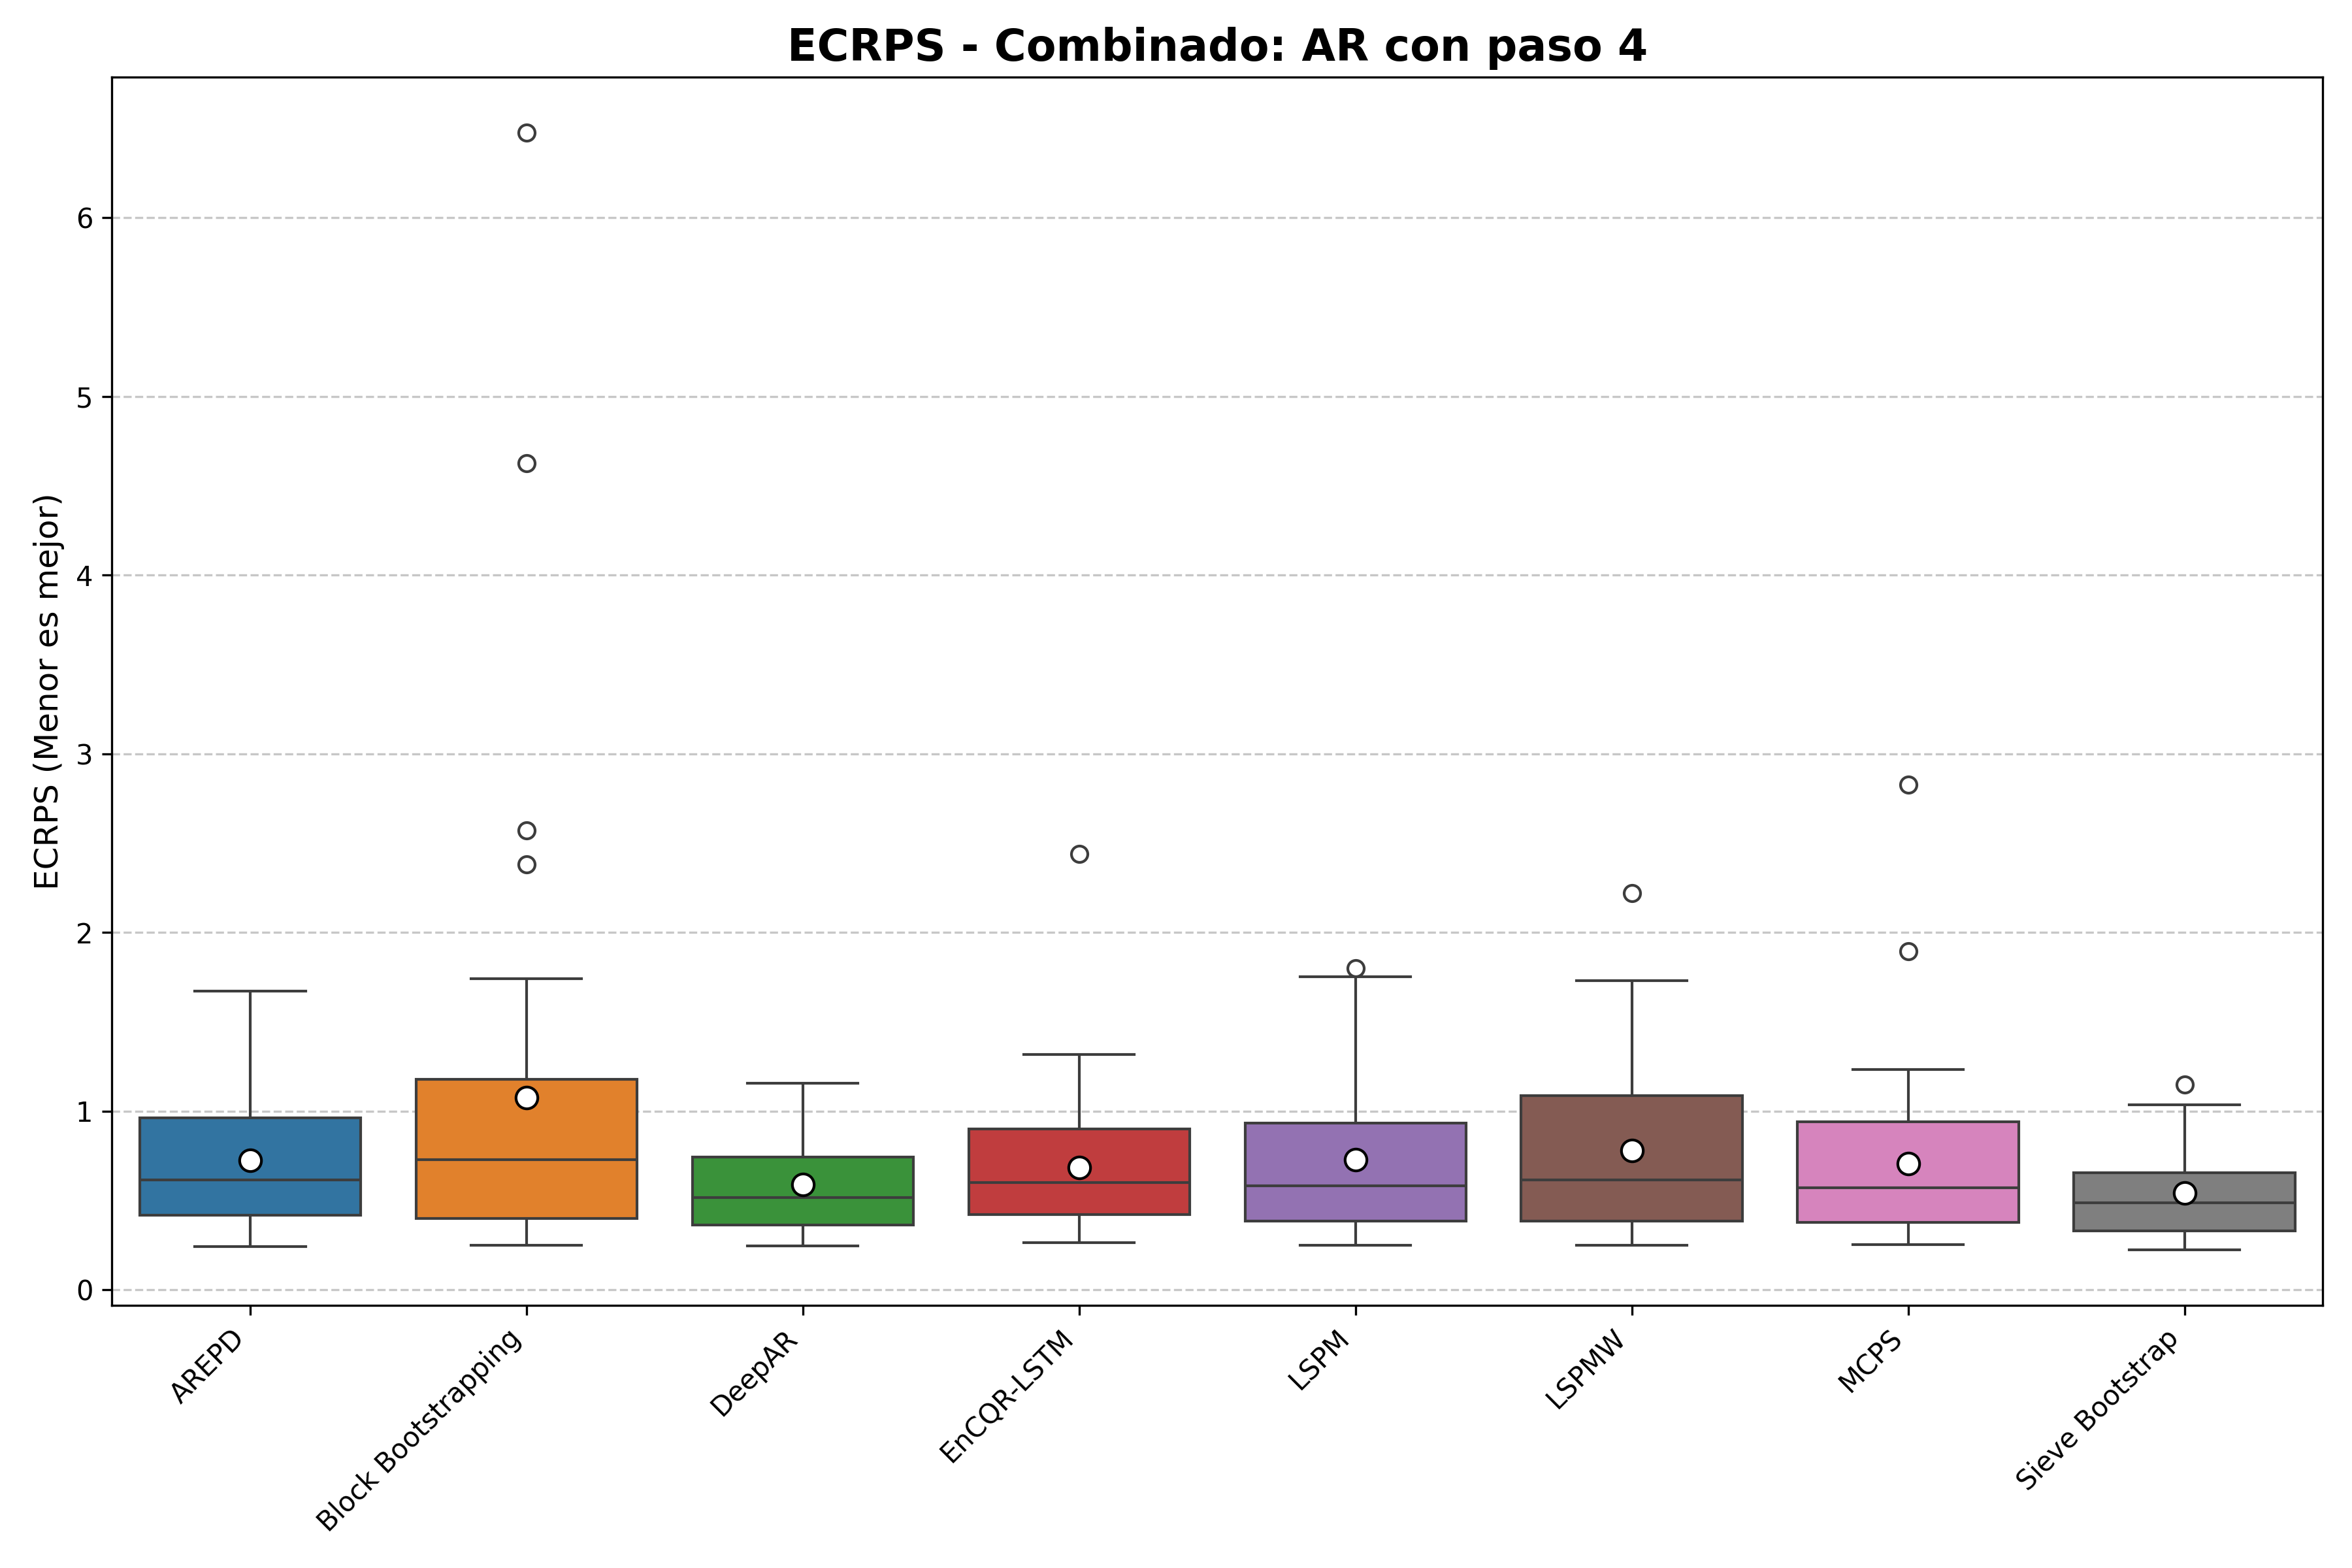 ECRPS - Combinado: AR con paso 4
ECRPS (Menor es mejor)
6
5
4
3
2
1
0
AREPD
Block Bootstrapping
DeepAR
EnCQR-LSTM
LSPM
LSPMW
MCPS
Sieve Bootstrap